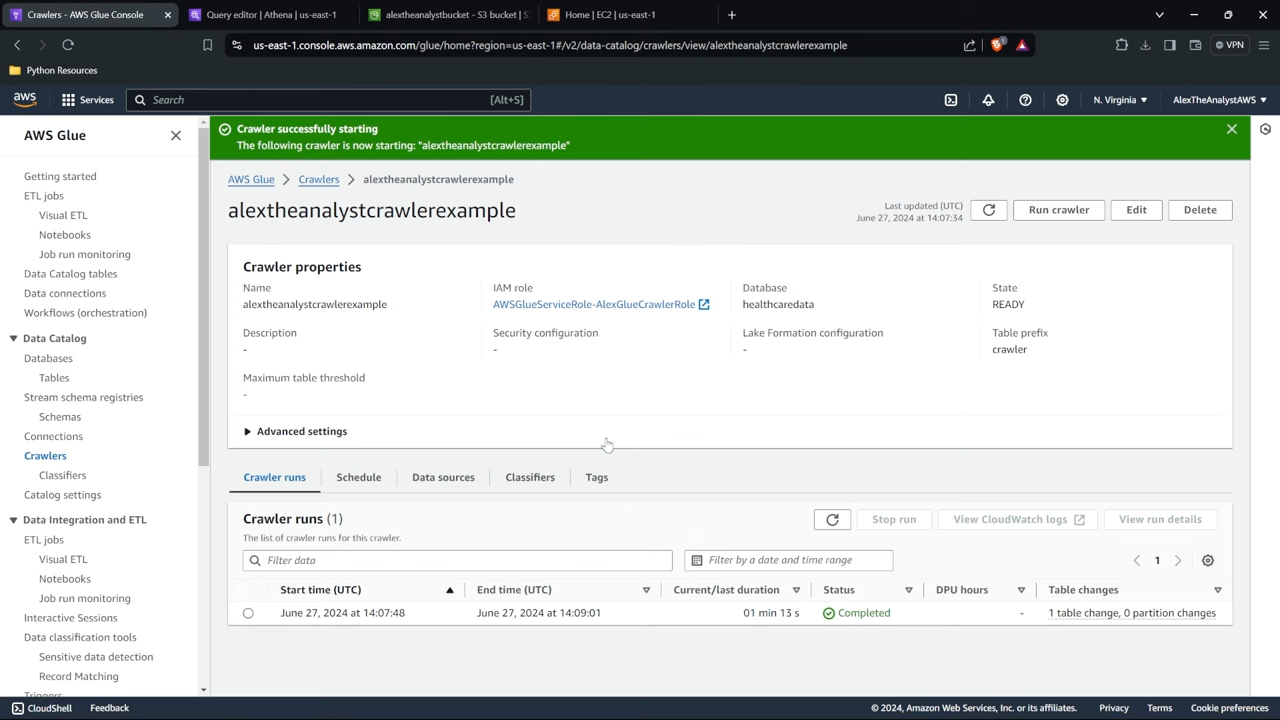 Crawlers - AWS Glue Console
Query editor | Athena | us-east-1
alextheanalystbucket - S3 bucket | S
Home | EC2 | us-east-1
us-east-1.console.aws.amazon.com/glue/home?region=us-east-1#/v2/data-catalog/crawlers/view/alextheanalystcrawlerexample
VPN
Python Resources
aws
Services
Search
[Alt+S]
N. Virginia
AlexTheAnalystAWS
AWS Glue
Getting started
ETL jobs
Visual ETL
Notebooks
Job run monitoring
Data Catalog tables
Data connections
Workflows (orchestration)
Data Catalog
Databases
Tables
Stream schema registries
Schemas
Connections
Crawlers
Classifiers
Catalog settings
Data Integration and ETL
ETL jobs
Visual ETL
Notebooks
Job run monitoring
Interactive Sessions
Data classification tools
Sensitive data detection
Record Matching
Triggers
Crawler successfully starting
The following crawler is now starting: "alextheanalystcrawlerexample"
AWS Glue > Crawlers > alextheanalystcrawlerexample
alextheanalystcrawlerexample
Last updated (UTC)
June 27, 2024 at 14:07:34
Run crawler
Edit
Delete
Crawler properties
Name
alextheanalystcrawlerexample
IAM role
AWSGlueServiceRole-AlexGlueCrawlerRole
Database
healthcaredata
State
READY
Description
-
Security configuration
-
Lake Formation configuration
-
Table prefix
crawler
Maximum table threshold
-
Advanced settings
Crawler runs
Schedule
Data sources
Classifiers
Tags
Crawler runs (1)
The list of crawler runs for this crawler.
Stop run
View CloudWatch logs
View run details
Filter data
Filter by a date and time range
1
Start time (UTC)
End time (UTC)
Current/last duration
Status
DPU hours
Table changes
June 27, 2024 at 14:07:48
June 27, 2024 at 14:09:01
01 min 13 s
Completed
-
1 table change, 0 partition changes
CloudShell
Feedback
© 2024, Amazon Web Services, Inc. or its affiliates.
Privacy
Terms
Cookie preferences